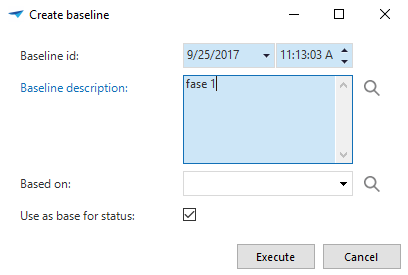 Create baseline
Baseline id: 9/25/2017 11:13:03 A
Baseline description: fase 1
Based on:
Use as base for status:
Execute Cancel